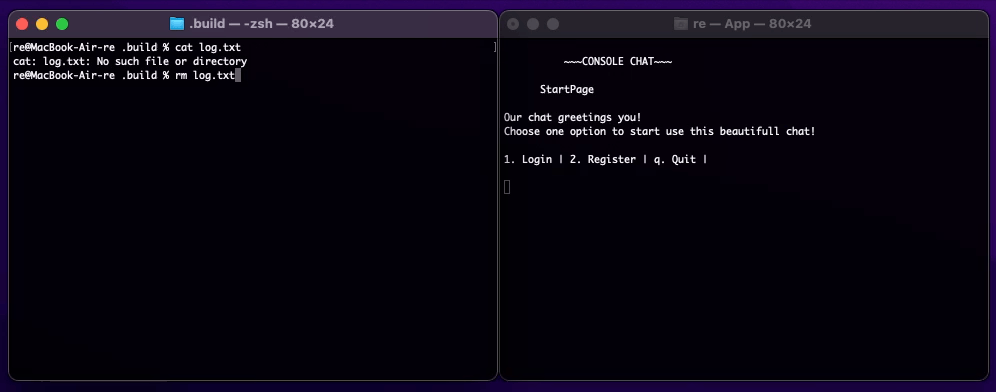 .build — -zsh — 80×24
[re@MacBook-Air-re .build % cat log.txt ]
cat: log.txt: No such file or directory
re@MacBook-Air-re .build % rm log.txt
re — App — 80×24
~~~CONSOLE CHAT~~~
StartPage
Our chat greetings you!
Choose one option to start use this beautifull chat!
1. Login | 2. Register | q. Quit |